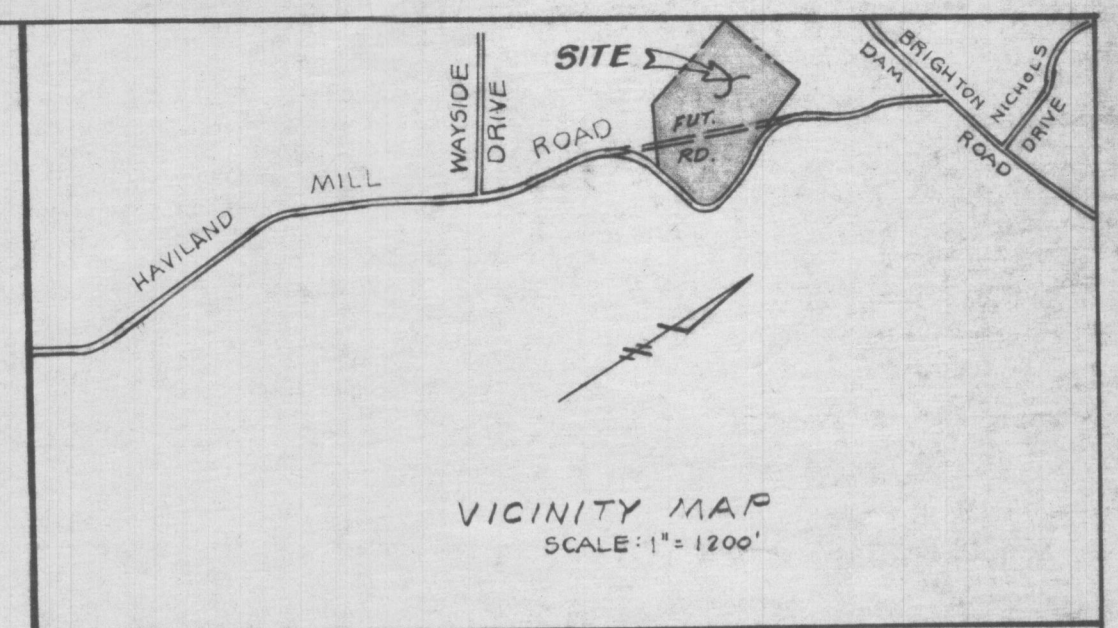 SITE
WAYSIDE
DRIVE
HAVILAND MILL ROAD
FUT.
RD.
BRIGHTON
DAM
ROAD
NICHOLS
DRIVE
VICINITY MAP
SCALE: 1" = 1200'